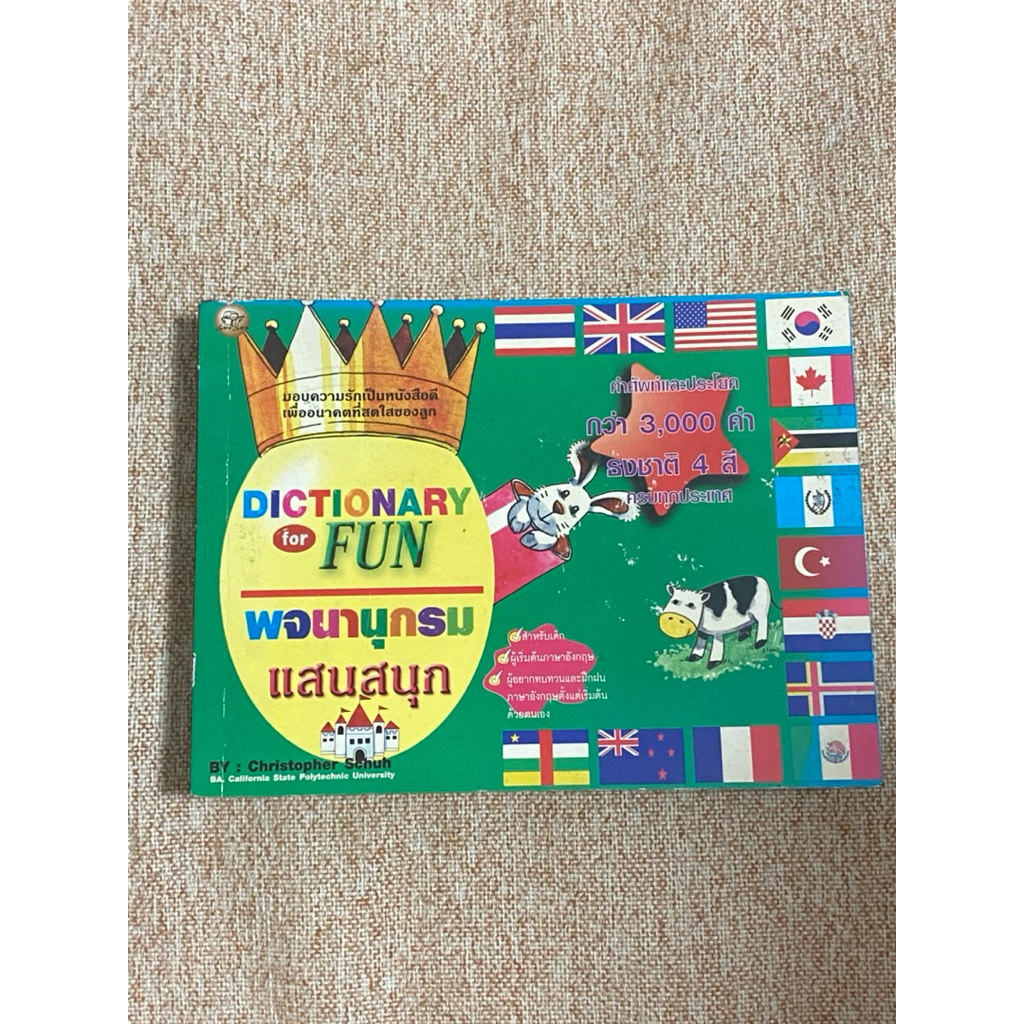 มอบความรักเป็นหนังสือดี
เพื่ออนาคตที่สดใสของลูก
DICTIONARY
for FUN
พจนานุกรม
แสนสนุก
BY : Christopher Schuh
BA, California State Polytechnic University
คำศัพท์และประโยค
กว่า 3,000 คำ
ธงชาติ 4 สี
ครบทุกประเทศ
สำหรับเด็ก
ผู้เริ่มต้นภาษาอังกฤษ
ผู้อยากทบทวนและฝึกฝน
ภาษาอังกฤษตั้งแต่เริ่มต้น
ด้วยตนเอง